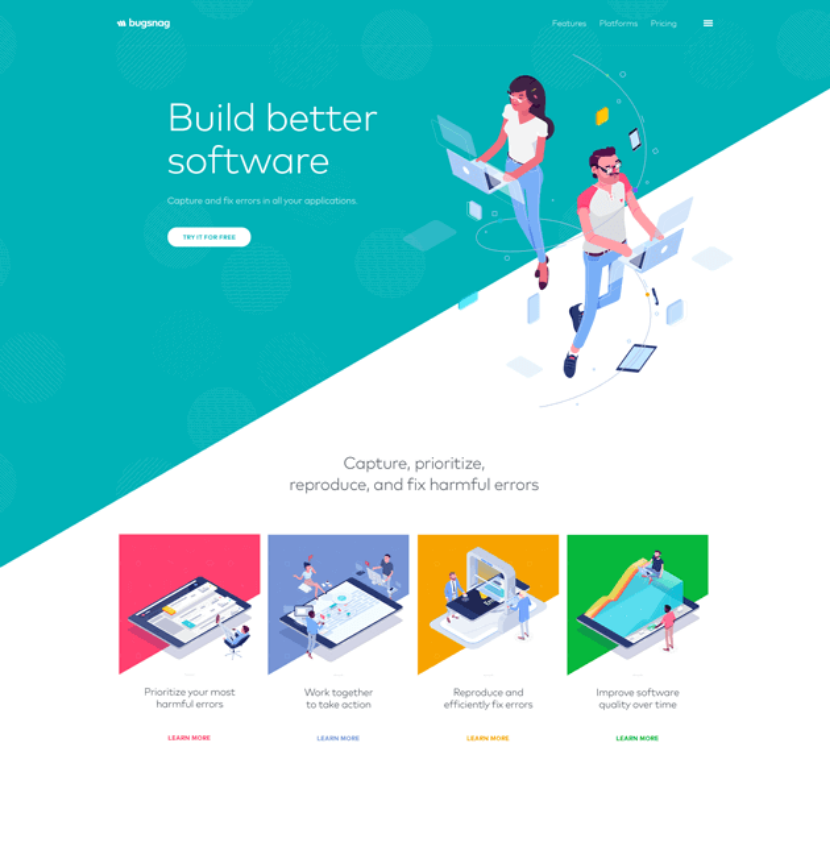 bugsnag
Features Platforms Pricing
Build better
software
Capture and fix errors in all your applications.
TRY IT FOR FREE
Capture, prioritize,
reproduce, and fix harmful errors
Prioritize your most
harmful errors
LEARN MORE
Work together
to take action
LEARN MORE
Reproduce and
efficiently fix errors
LEARN MORE
Improve software
quality over time
LEARN MORE